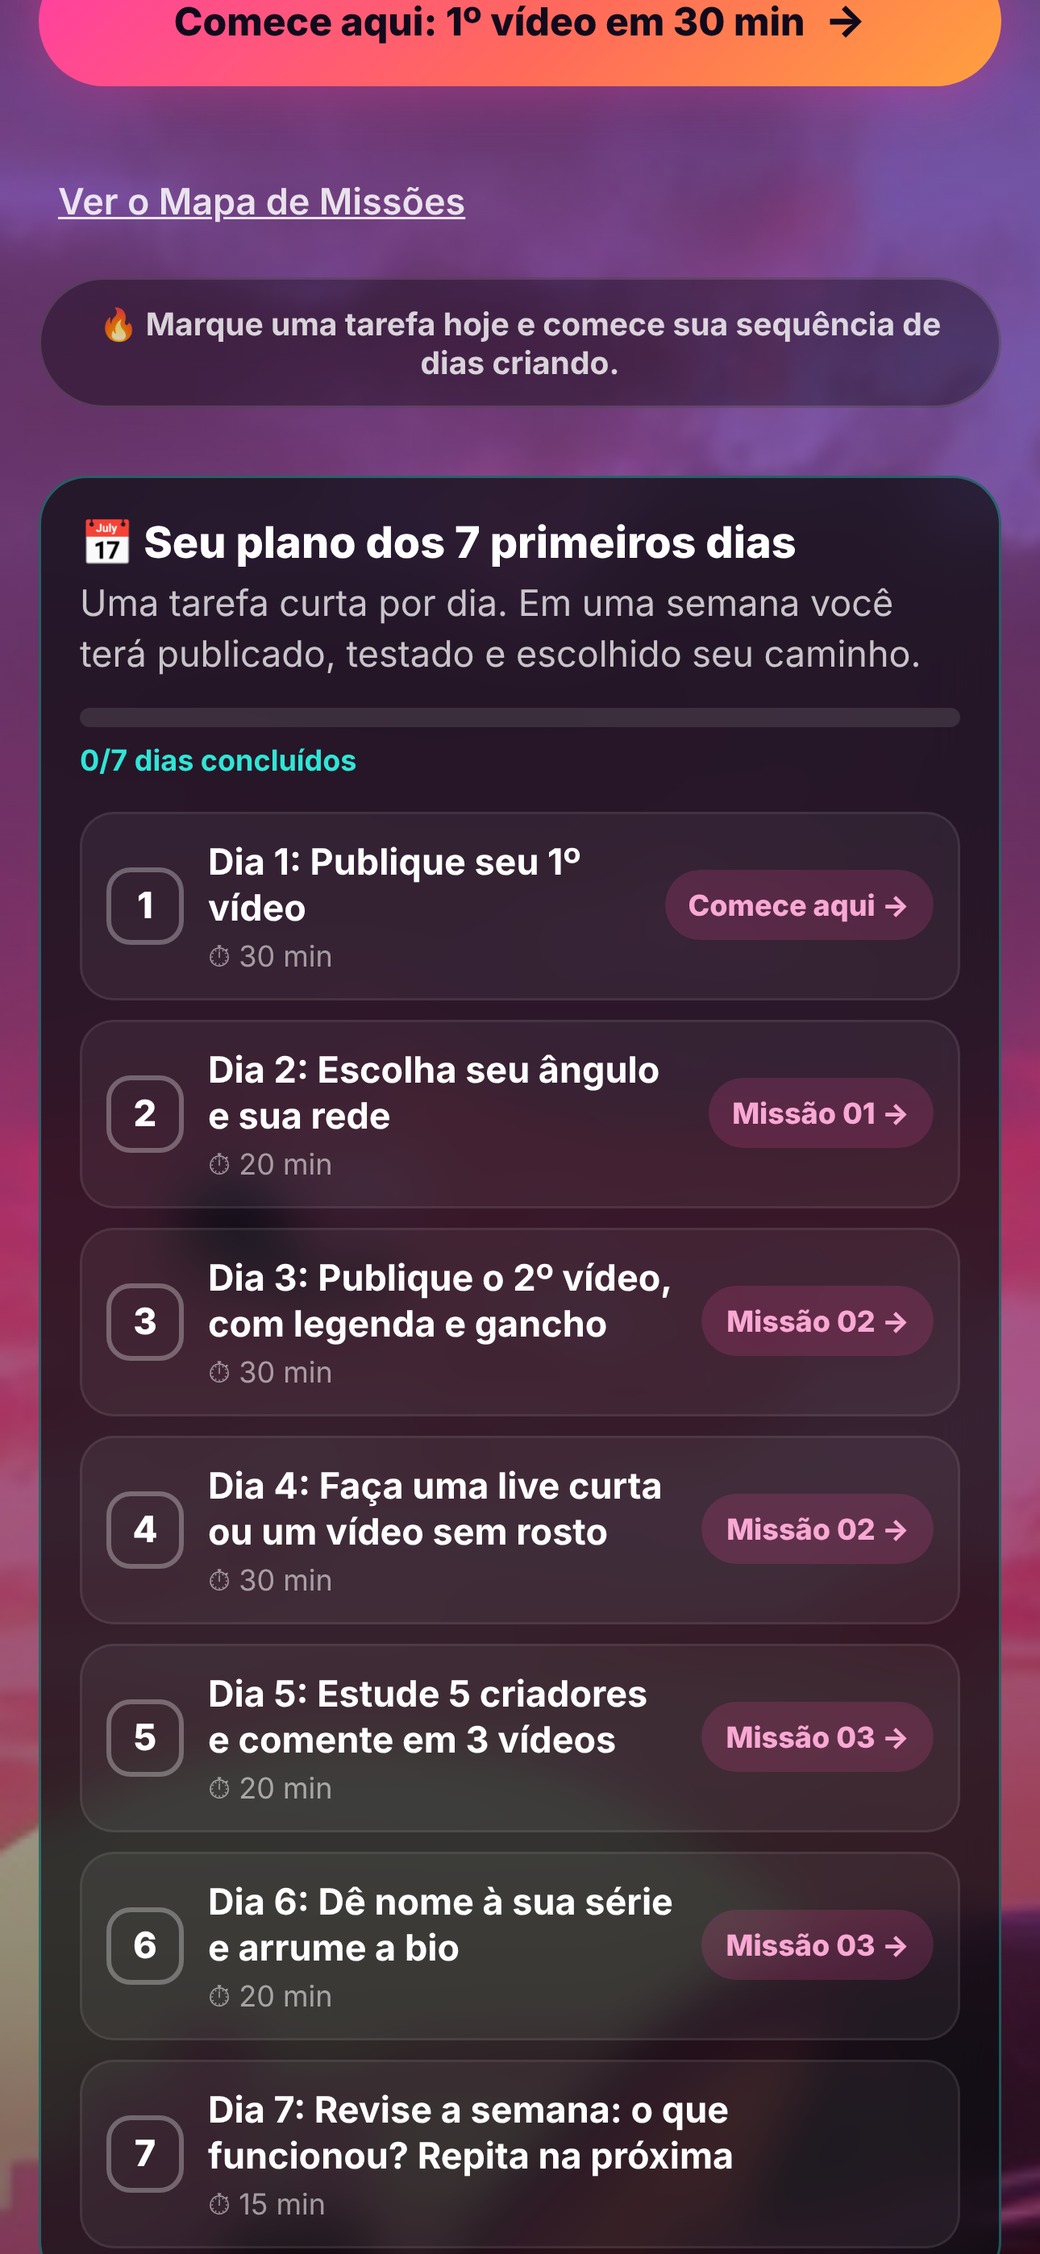 Comece aqui: 1º vídeo em 30 min →
Ver o Mapa de Missões
🔥 Marque uma tarefa hoje e comece sua sequência de
dias criando.
📅 Seu plano dos 7 primeiros dias
Uma tarefa curta por dia. Em uma semana você
terá publicado, testado e escolhido seu caminho.
0/7 dias concluídos
1
Dia 1: Publique seu 1º
vídeo
⏱ 30 min
Comece aqui →
2
Dia 2: Escolha seu ângulo
e sua rede
⏱ 20 min
Missão 01 →
3
Dia 3: Publique o 2º vídeo,
com legenda e gancho
⏱ 30 min
Missão 02 →
4
Dia 4: Faça uma live curta
ou um vídeo sem rosto
⏱ 30 min
Missão 02 →
5
Dia 5: Estude 5 criadores
e comente em 3 vídeos
⏱ 20 min
Missão 03 →
6
Dia 6: Dê nome à sua série
e arrume a bio
⏱ 20 min
Missão 03 →
7
Dia 7: Revise a semana: o que
funcionou? Repita na próxima
⏱ 15 min